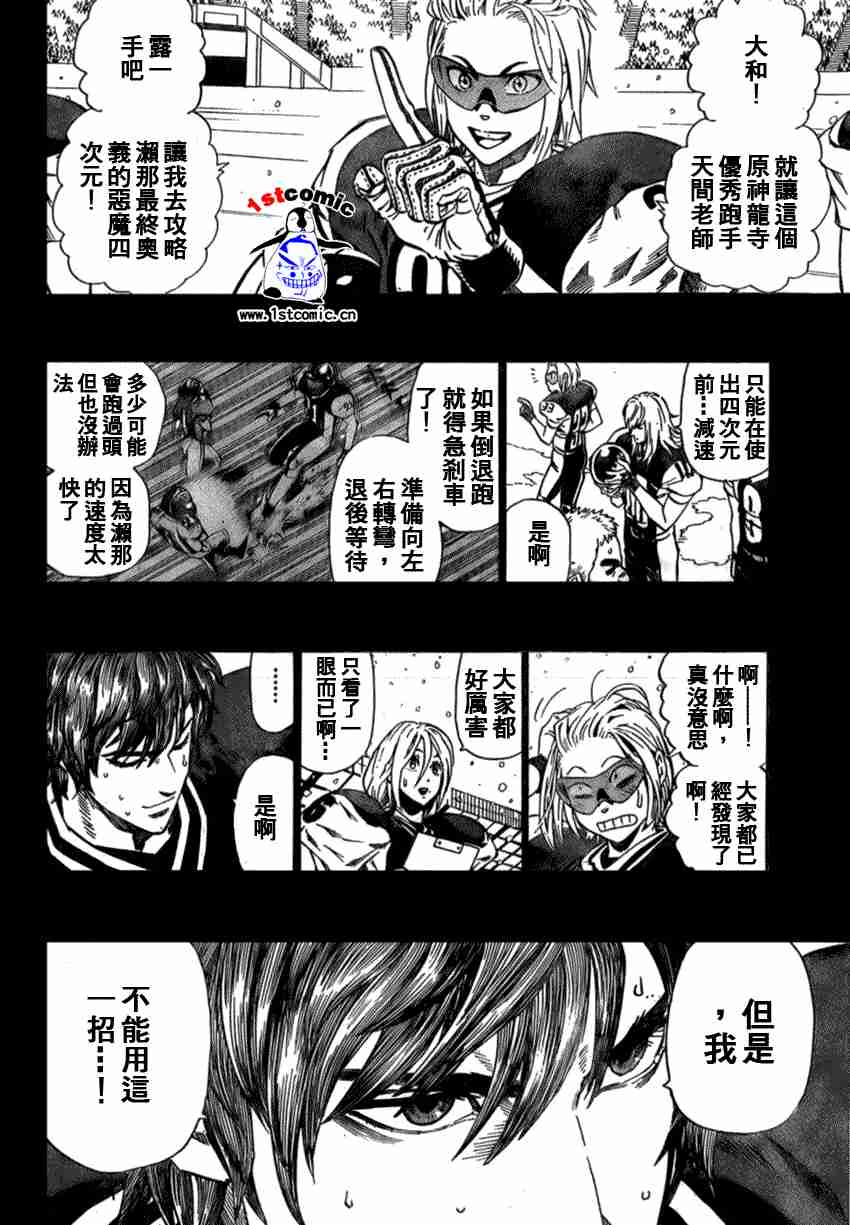 大和！
就讓這個
原神龍寺
優秀跑手
天間老師
露一
手吧
讓我去攻略
瀨那最終奧
義的惡魔四
次元！
1stcomic
www.1stcomic.cn
只能在使
出四次元
前…減速
是啊
如果倒退跑
就得急剎車
了！
準備向左
右轉彎，
退後等待
多少可能
會跑過頭
但也沒辦
法
因為瀨那
的速度太
快了
啊——！
什麼啊，
真沒意思
大家都已
經發現了
啊！
大家都
好厲害
只看了一
眼而已啊…
……
是啊
但是
，我
不能用這
一招…！